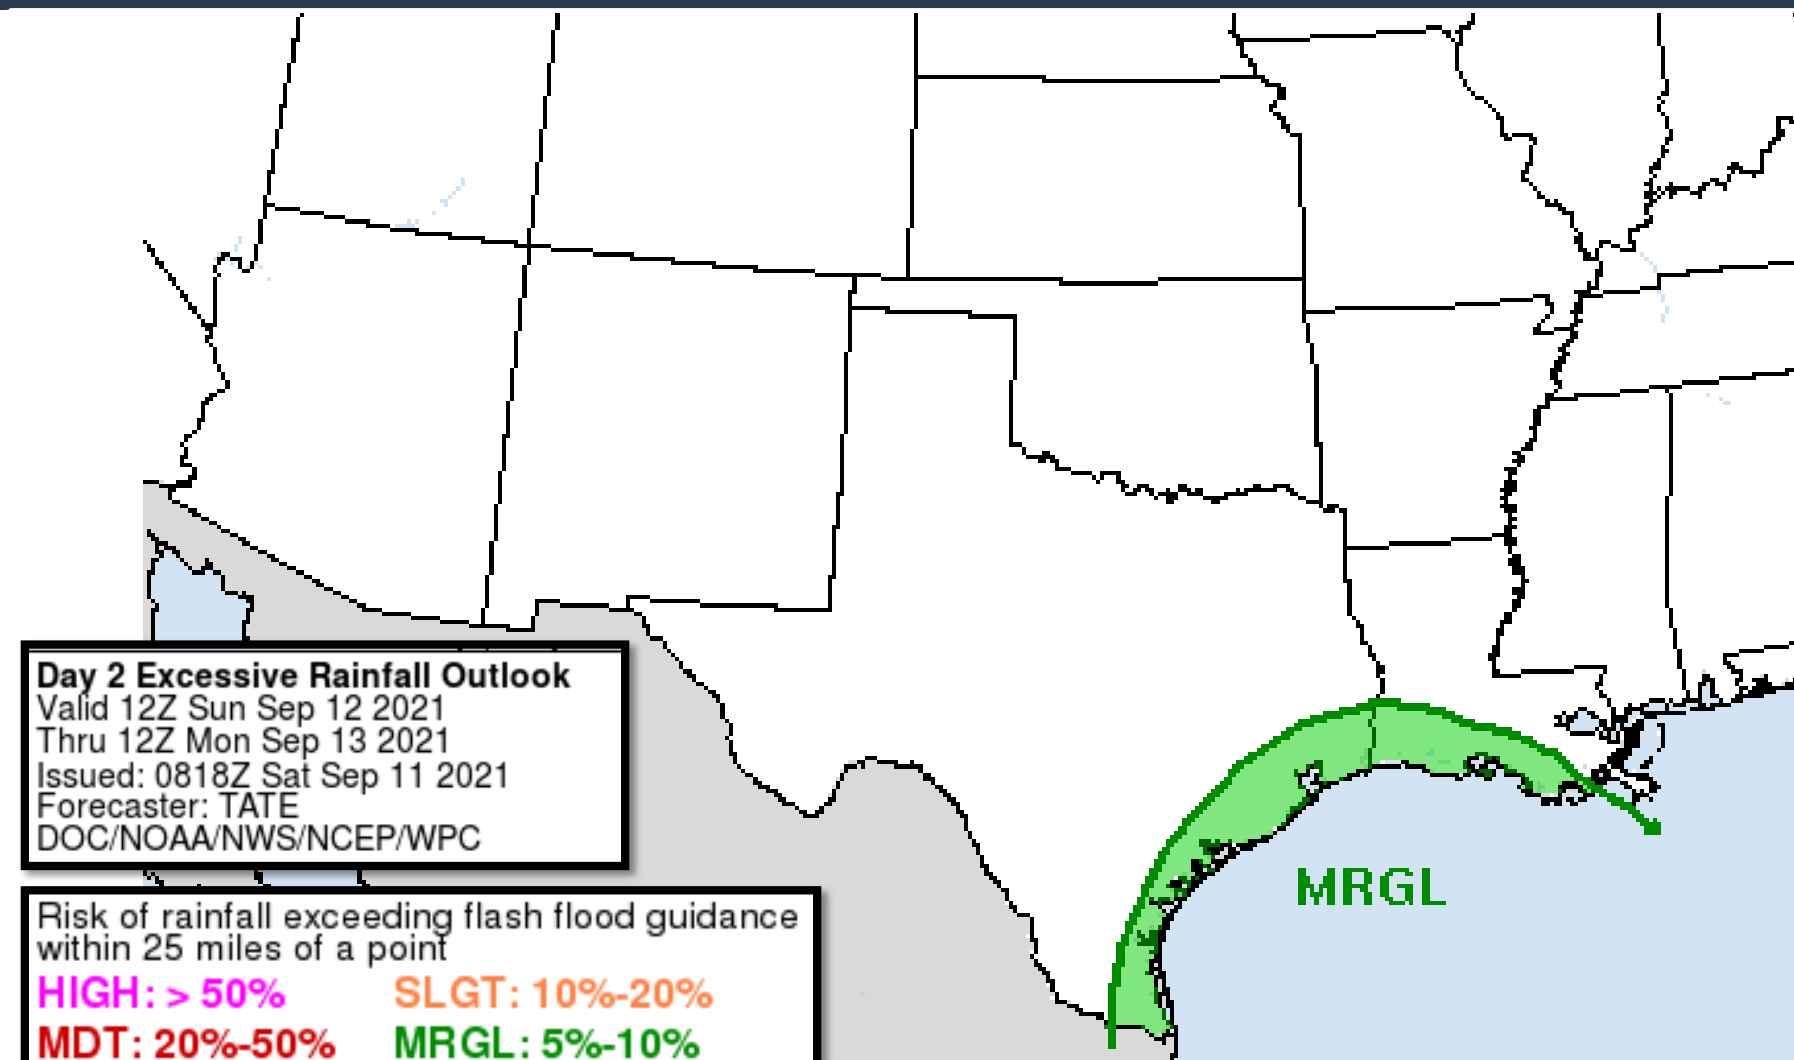 Day 2 Excessive Rainfall Outlook
Valid 12Z Sun Sep 12 2021
Thru 12Z Mon Sep 13 2021
Issued: 0818Z Sat Sep 11 2021
Forecaster: TATE
DOC/NOAA/NWS/NCEP/WPC
MRGL
Risk of rainfall exceeding flash flood guidance
within 25 miles of a point
HIGH: > 50% SLGT: 10%-20%
MDT: 20%-50% MRGL: 5%-10%